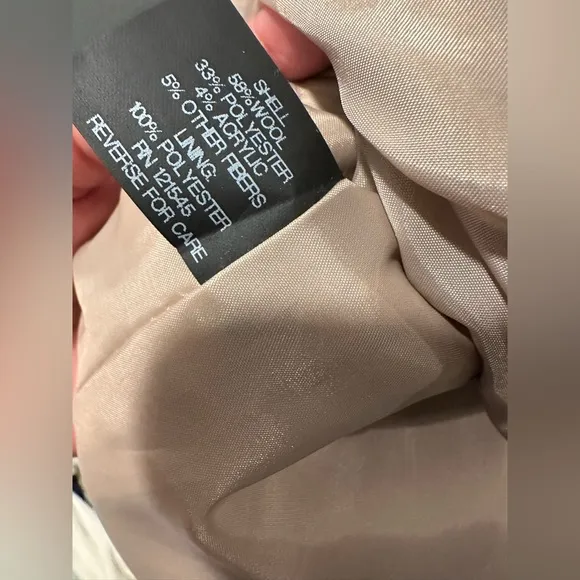 SHELL
58%WOOL
33% POLYESTER
4% ACRYLIC
5% OTHER FIBERS
LINING:
100% POLYESTER
RN 121545
REVERSE FOR CARE